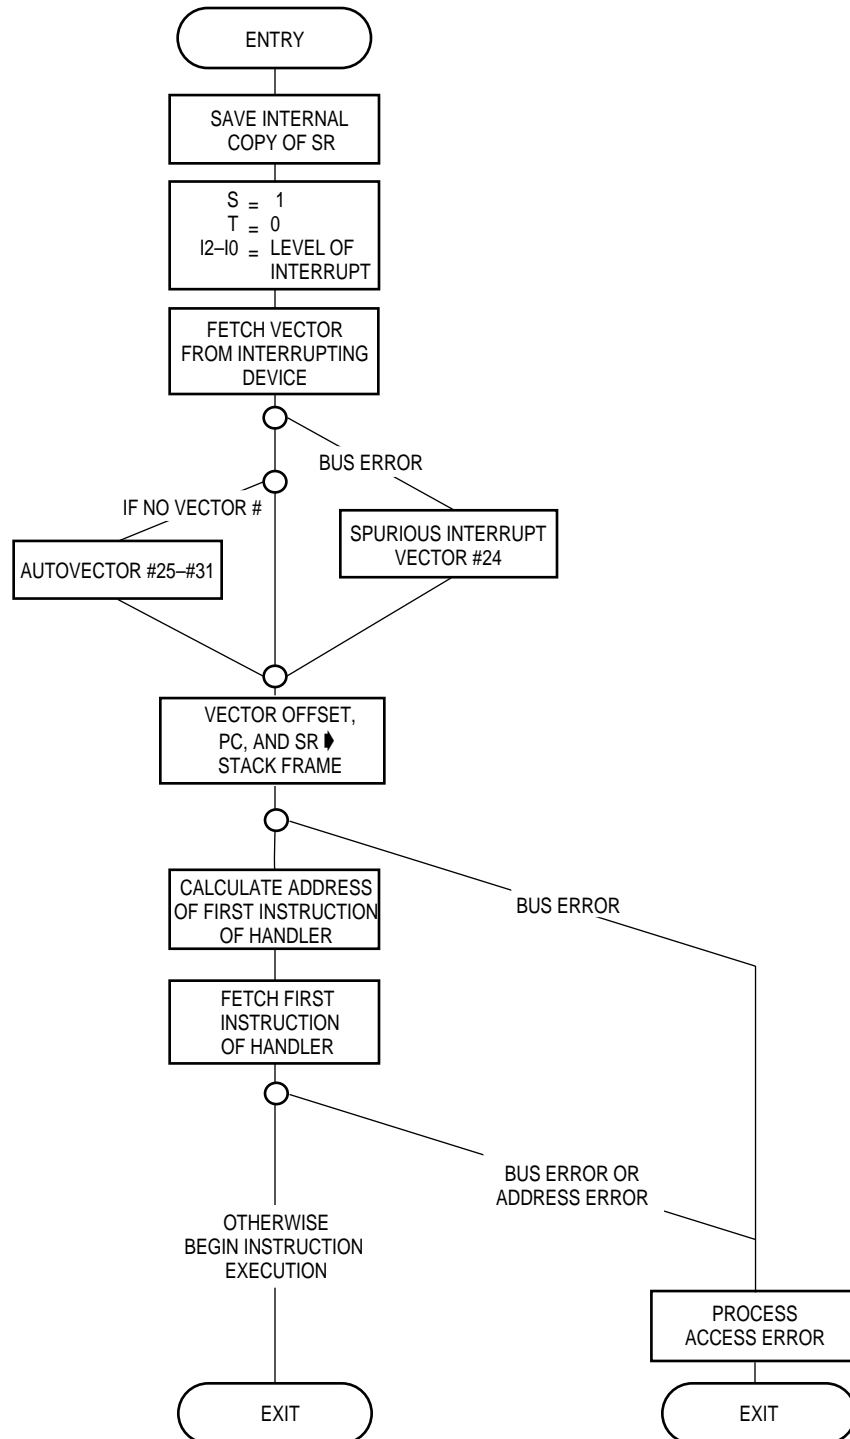 ENTRY
SAVE INTERNAL
COPY OF SR
S = 1
T = 0
I2–I0 = LEVEL OF
INTERRUPT
FETCH VECTOR
FROM INTERRUPTING
DEVICE
BUS ERROR
IF NO VECTOR #
SPURIOUS INTERRUPT
VECTOR #24
AUTOVECTOR #25–#31
VECTOR OFFSET,
PC, AND SR
STACK FRAME
CALCULATE ADDRESS
OF FIRST INSTRUCTION
OF HANDLER
BUS ERROR
FETCH FIRST
INSTRUCTION
OF HANDLER
BUS ERROR OR
ADDRESS ERROR
OTHERWISE
BEGIN INSTRUCTION
EXECUTION
PROCESS
ACCESS ERROR
EXIT
EXIT